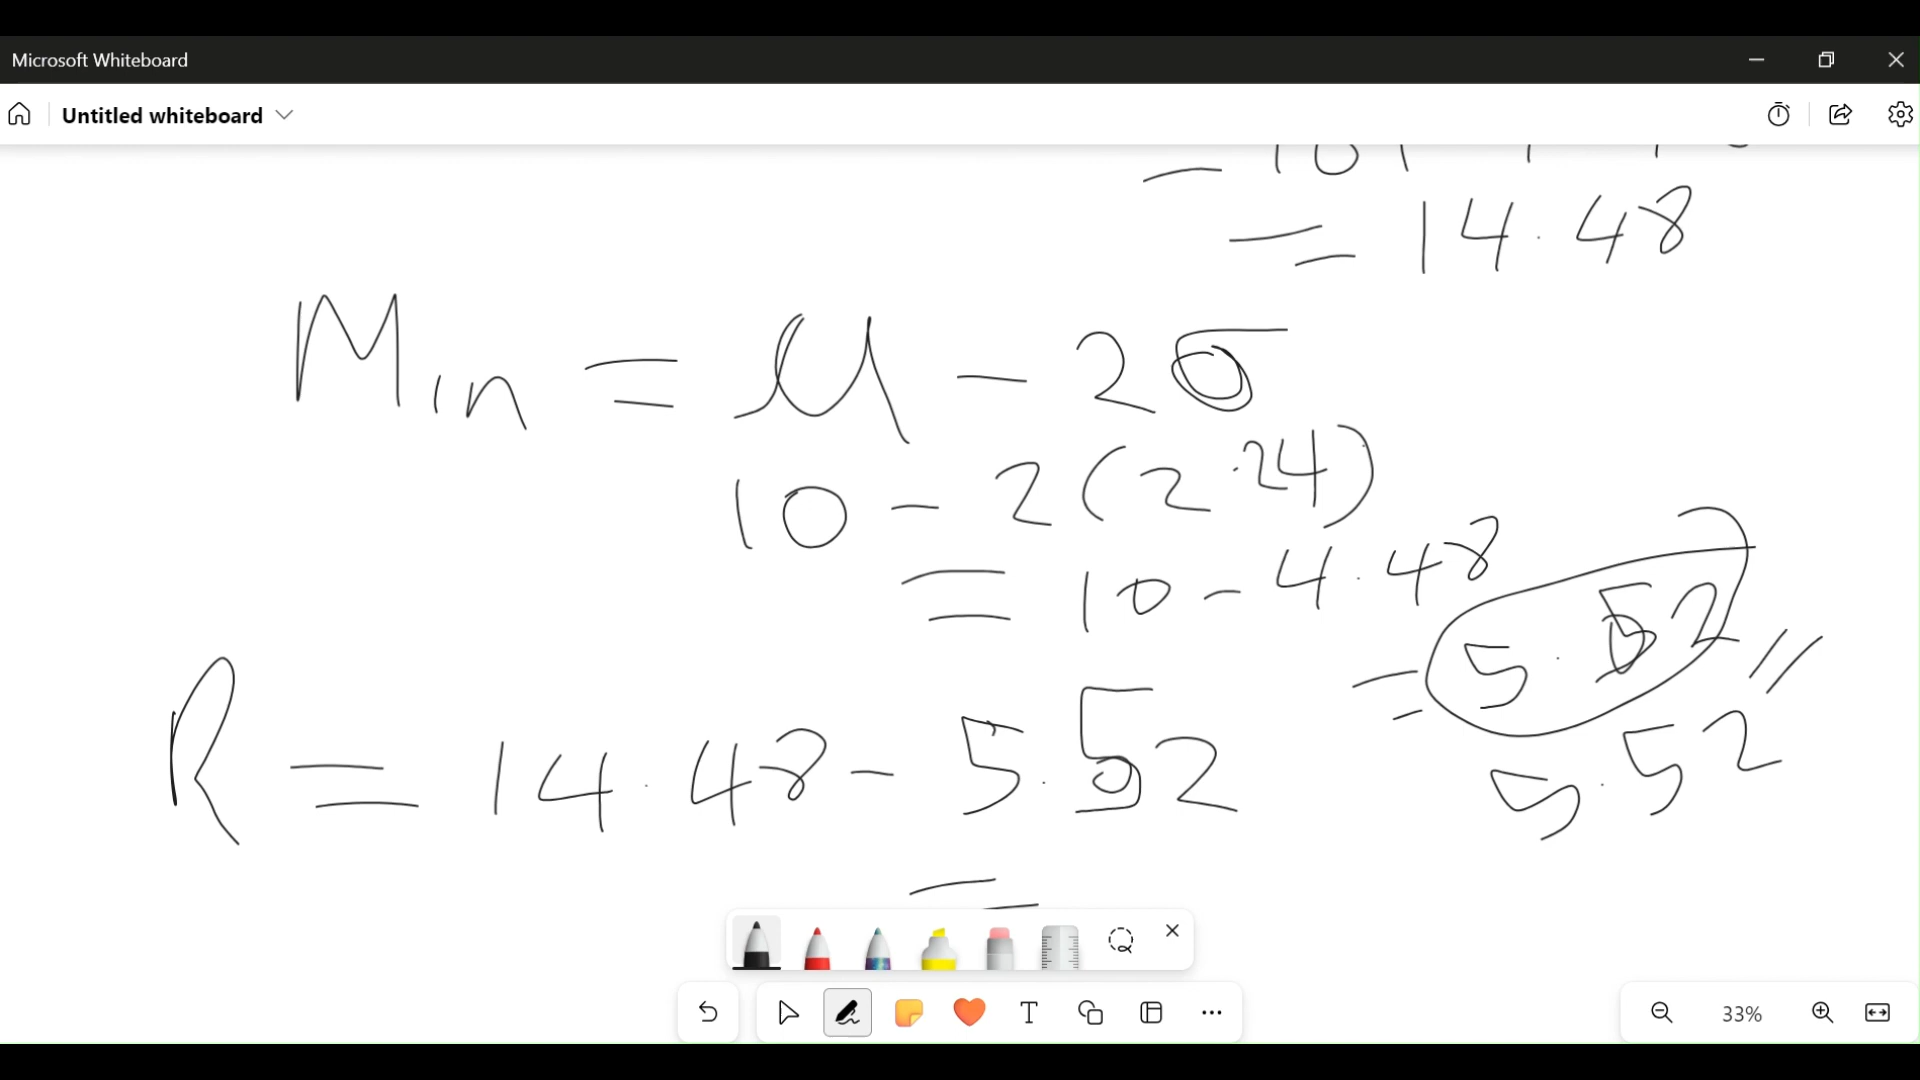 Microsoft Whiteboard
Untitled whiteboard
= 14.48
Min = μ - 2σ
10 - 2(2.24)
= 10 - 4.48
= 5.52
5.52
R = 14.48 - 5.52
=
33%